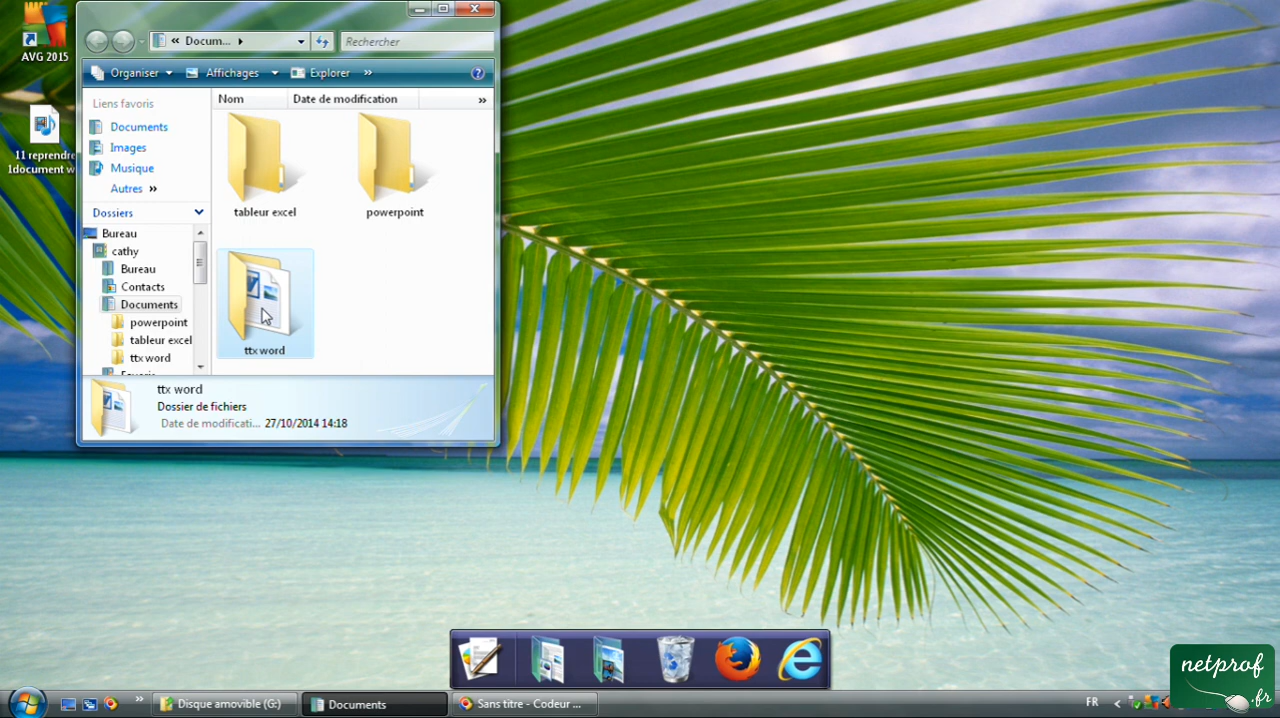 AVG 2015
11 reprendre
1document w
« Docum...
Rechercher
Organiser
Affichages
Explorer
»
Liens favoris
Documents
Images
Musique
Autres »
Dossiers
Bureau
cathy
Bureau
Contacts
Documents
powerpoint
tableur excel
ttx word
Nom
Date de modification
»
tableur excel
powerpoint
ttx word
ttx word
Dossier de fichiers
Date de modificati... 27/10/2014 14:18
»
Disque amovible (G:)
Documents
Sans titre - Codeur ...
FR
netprof
.fr